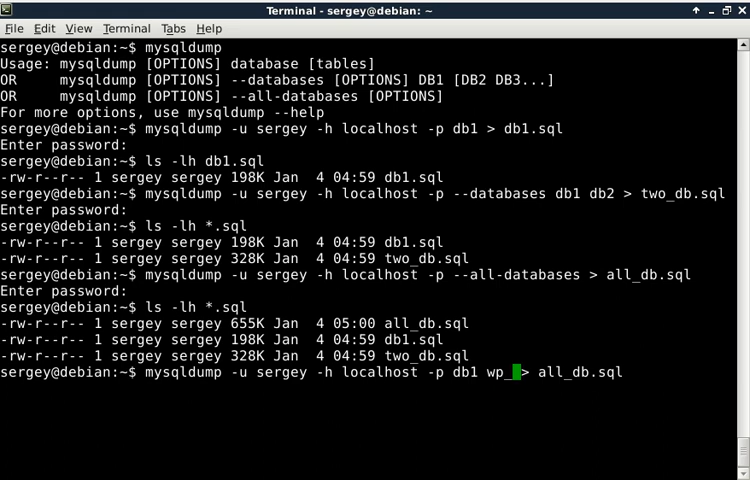 Terminal - sergey@debian: ~
File Edit View Terminal Tabs Help
sergey@debian:~$ mysqldump
Usage: mysqldump [OPTIONS] database [tables]
OR     mysqldump [OPTIONS] --databases [OPTIONS] DB1 [DB2 DB3...]
OR     mysqldump [OPTIONS] --all-databases [OPTIONS]
For more options, use mysqldump --help
sergey@debian:~$ mysqldump -u sergey -h localhost -p db1 > db1.sql
Enter password:
sergey@debian:~$ ls -lh db1.sql
-rw-r--r-- 1 sergey sergey 198K Jan  4 04:59 db1.sql
sergey@debian:~$ mysqldump -u sergey -h localhost -p --databases db1 db2 > two_db.sql
Enter password:
sergey@debian:~$ ls -lh *.sql
-rw-r--r-- 1 sergey sergey 198K Jan  4 04:59 db1.sql
-rw-r--r-- 1 sergey sergey 328K Jan  4 04:59 two_db.sql
sergey@debian:~$ mysqldump -u sergey -h localhost -p --all-databases > all_db.sql
Enter password:
sergey@debian:~$ ls -lh *.sql
-rw-r--r-- 1 sergey sergey 655K Jan  4 05:00 all_db.sql
-rw-r--r-- 1 sergey sergey 198K Jan  4 04:59 db1.sql
-rw-r--r-- 1 sergey sergey 328K Jan  4 04:59 two_db.sql
sergey@debian:~$ mysqldump -u sergey -h localhost -p db1 wp_ > all_db.sql